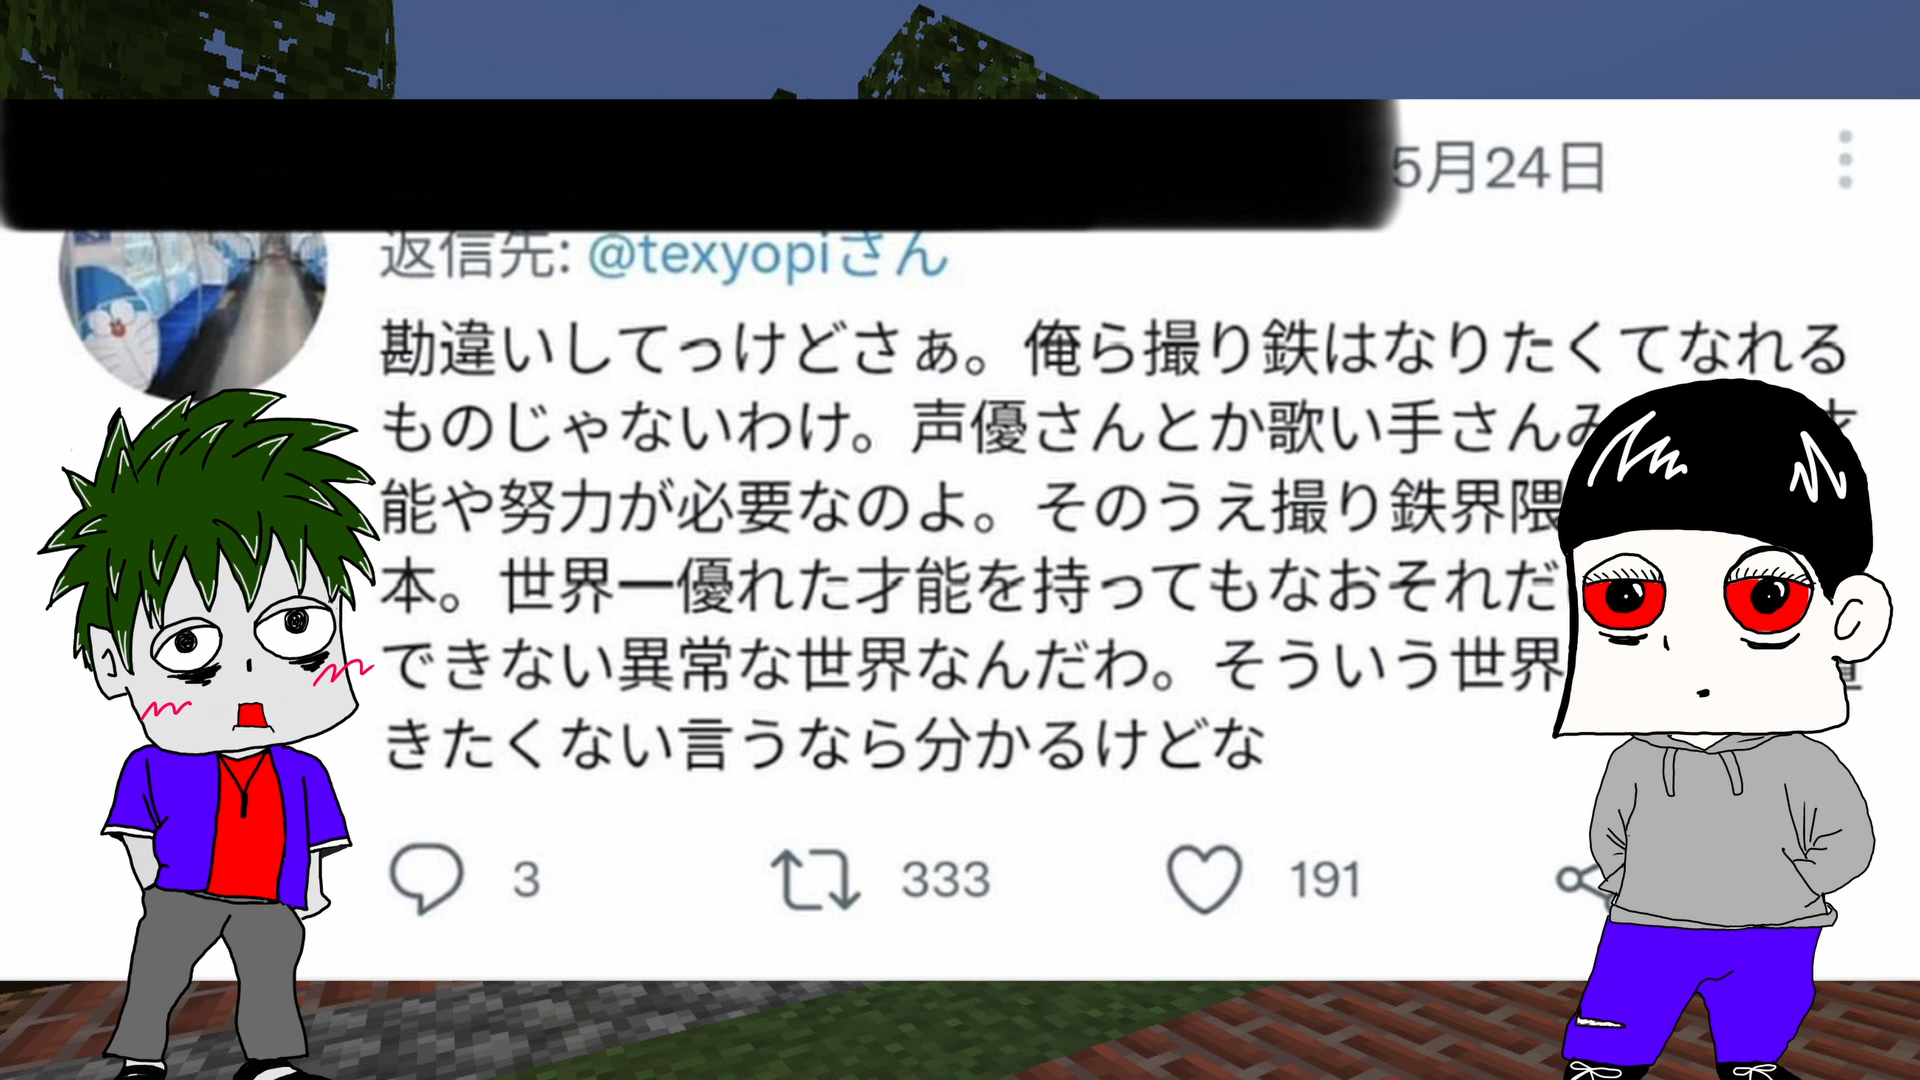 5月24日
返信先: @texyopiさん
勘違いしてっけどさぁ。俺ら撮り鉄はなりたくてなれる
ものじゃないわけ。声優さんとか歌い手さんみ
能や努力が必要なのよ。そのうえ撮り鉄界隈
本。世界一優れた才能を持ってもなおそれだ
できない異常な世界なんだわ。そういう世界
きたくない言うなら分かるけどな
3 333 191